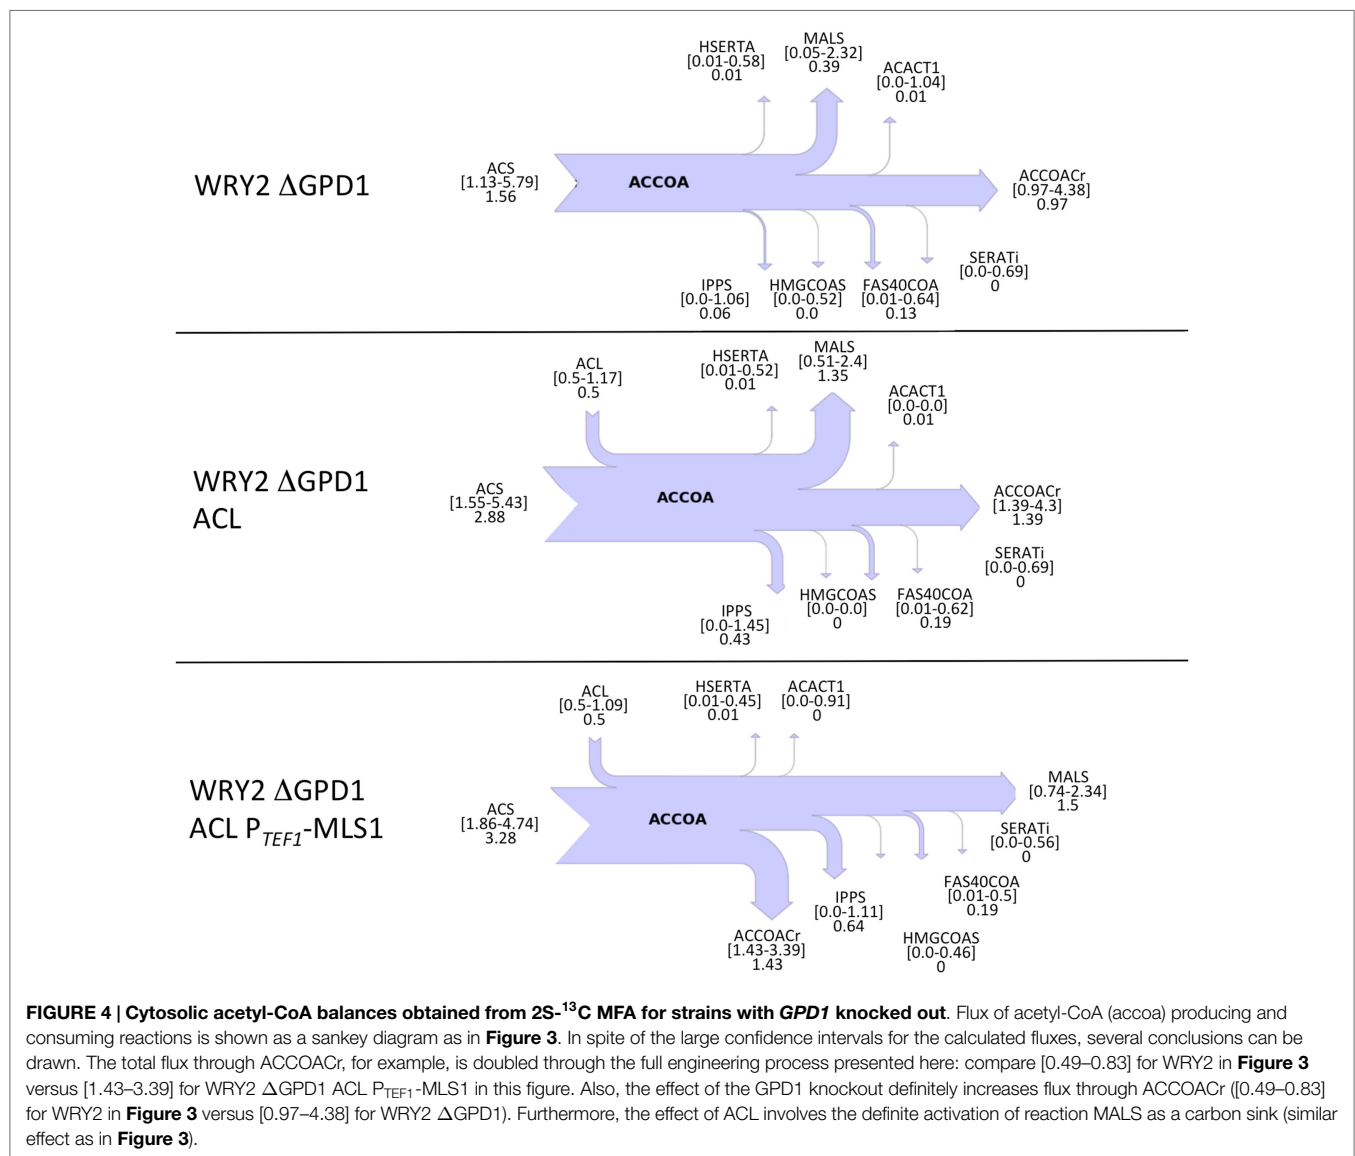 HSERTA
[0.01-0.58]
0.01
MALS
[0.05-2.32]
0.39
ACACT1
[0.0-1.04]
0.01
WRY2 ΔGPD1
ACS
[1.13-5.79]
1.56
ACCOA
ACCOACr
[0.97-4.38]
0.97
IPPS
[0.0-1.06]
0.06
HMGCOAS
[0.0-0.52]
0.0
FAS40COA
[0.01-0.64]
0.13
SERATi
[0.0-0.69]
0
ACL
[0.5-1.17]
0.5
HSERTA
[0.01-0.52]
0.01
MALS
[0.51-2.4]
1.35
ACACT1
[0.0-0.0]
0.01
WRY2 ΔGPD1
ACL
ACS
[1.55-5.43]
2.88
ACCOA
ACCOACr
[1.39-4.3]
1.39
SERATi
[0.0-0.69]
0
IPPS
[0.0-1.45]
0.43
HMGCOAS
[0.0-0.0]
0
FAS40COA
[0.01-0.62]
0.19
ACL
[0.5-1.09]
0.5
HSERTA
[0.01-0.45]
0.01
ACACT1
[0.0-0.91]
0
WRY2 ΔGPD1
ACL PTEF1-MLS1
ACS
[1.86-4.74]
3.28
ACCOA
MALS
[0.74-2.34]
1.5
SERATi
[0.0-0.56]
0
FAS40COA
[0.01-0.5]
0.19
IPPS
[0.0-1.11]
0.64
HMGCOAS
[0.0-0.46]
0
ACCOACr
[1.43-3.39]
1.43
FIGURE 4 | Cytosolic acetyl-CoA balances obtained from 2S-¹³C MFA for strains with GPD1 knocked out. Flux of acetyl-CoA (accoa) producing and
consuming reactions is shown as a sankey diagram as in Figure 3. In spite of the large confidence intervals for the calculated fluxes, several conclusions can be
drawn. The total flux through ACCOACr, for example, is doubled through the full engineering process presented here: compare [0.49–0.83] for WRY2 in Figure 3
versus [1.43–3.39] for WRY2 ΔGPD1 ACL PTEF1-MLS1 in this figure. Also, the effect of the GPD1 knockout definitely increases flux through ACCOACr ([0.49–0.83]
for WRY2 in Figure 3 versus [0.97–4.38] for WRY2 ΔGPD1). Furthermore, the effect of ACL involves the definite activation of reaction MALS as a carbon sink (similar
effect as in Figure 3).